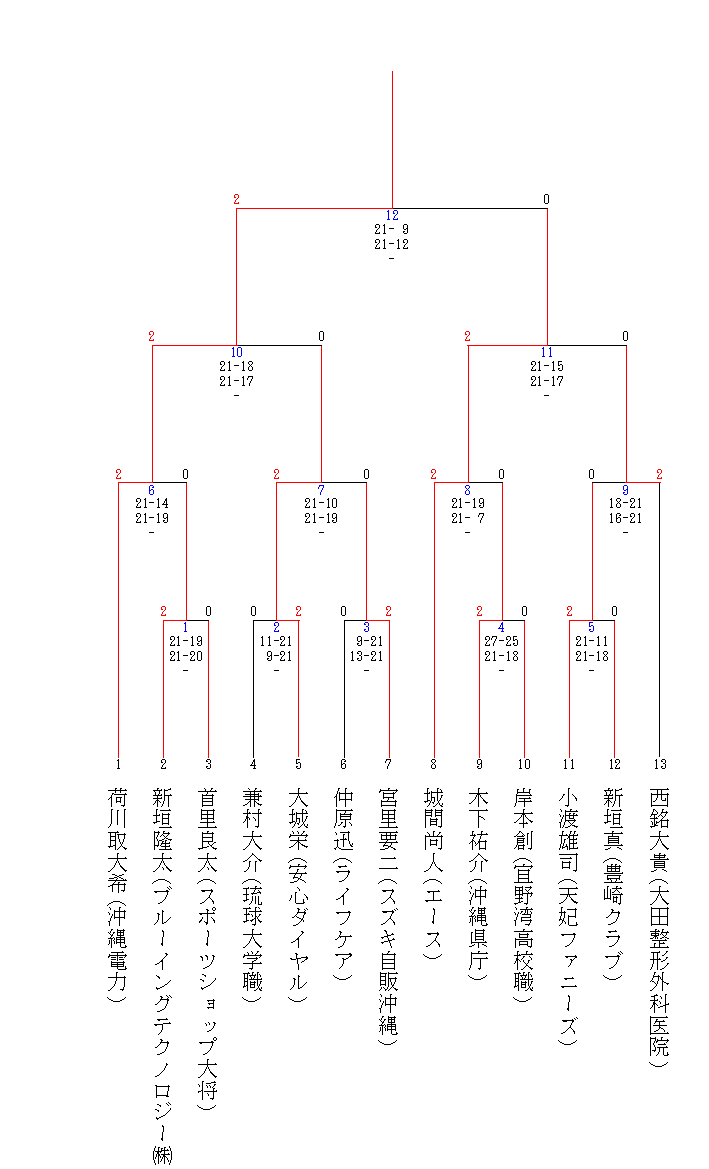 2 0
12
21- 9
21-12
-
2 0 2 0
10 11
21-18 21-15
21-17 21-17
- -
2 0 2 0 2 0 0 2
6 7 8 9
21-14 21-10 21-19 18-21
21-19 21-19 21- 7 16-21
- - - -
2 0 0 2 0 2 2 0 2 0
1 2 3 4 5
21-19 11-21 9-21 27-25 21-11
21-20 9-21 13-21 21-18 21-18
- - - - -
1 2 3 4 5 6 7 8 9 10 11 12 13
荷川取大希(沖縄電力)
新垣隆太(ブルーイングテクノロジー㈱
首里良太(スポーツショップ大将)
兼村大介(琉球大学職)
大城栄(安心ダイヤル)
仲原迅(ライフケア)
宮里要二(スズキ自販沖縄)
城間尚人(エース)
木下祐介(沖縄県庁)
岸本創(宜野湾高校職)
小渡雄司(天妃ファニーズ)
新垣真(豊崎クラブ)
西銘大貴(大田整形外科医院)